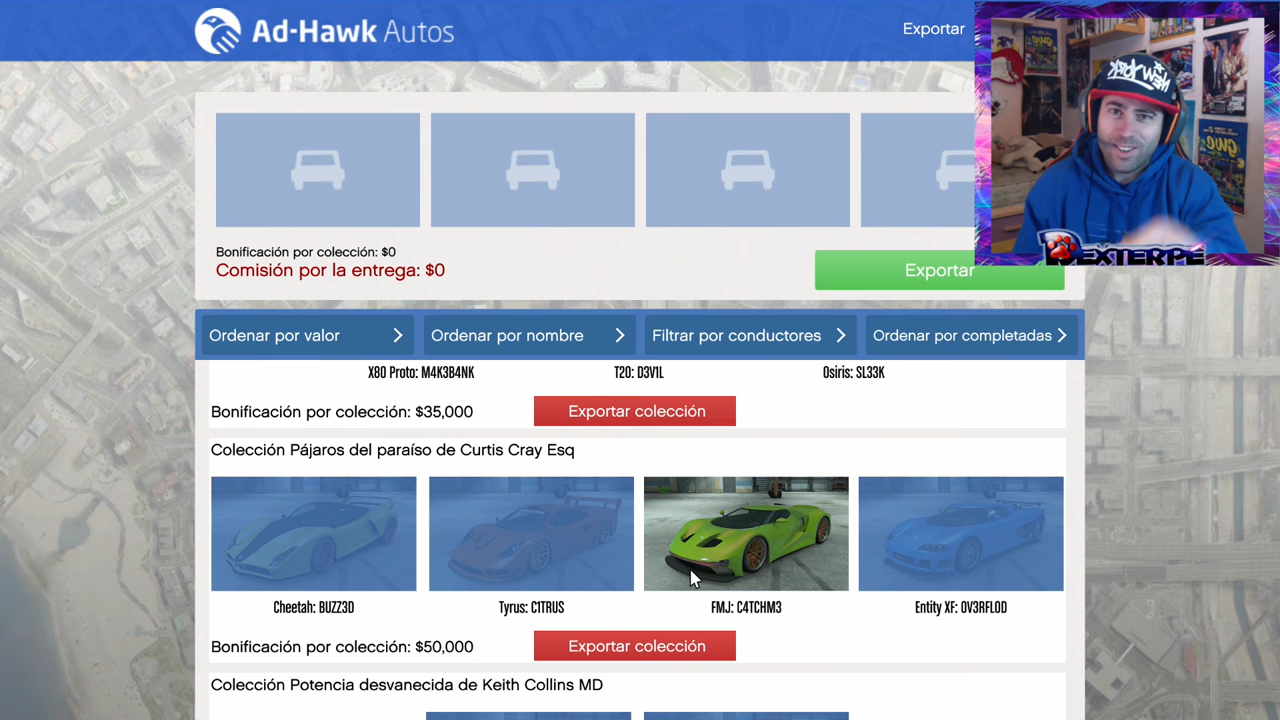 Ad-Hawk Autos
Exportar
Bonificación por colección: $0
Comisión por la entrega: $0
Exportar
DEXTERPE
Ordenar por valor
Ordenar por nombre
Filtrar por conductores
Ordenar por completadas
X80 Proto: M4K3B4NK
T20: D3V1L
Osiris: SL33K
Bonificación por colección: $35,000
Exportar colección
Colección Pájaros del paraíso de Curtis Cray Esq
Cheetah: BUZZ3D
Tyrus: C1TRUS
FMJ: C4TCHM3
Entity XF: 0V3RFL0D
Bonificación por colección: $50,000
Exportar colección
Colección Potencia desvanecida de Keith Collins MD